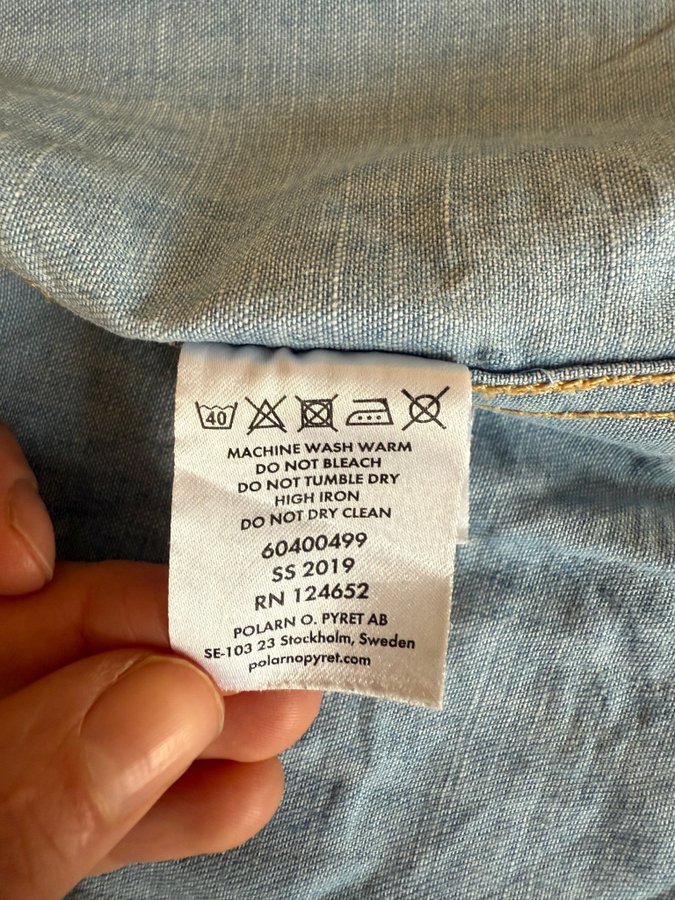 40
MACHINE WASH WARM
DO NOT BLEACH
DO NOT TUMBLE DRY
HIGH IRON
DO NOT DRY CLEAN
60400499
SS 2019
RN 124652
POLARN O. PYRET AB
SE-103 23 Stockholm, Sweden
polarnopyret.com